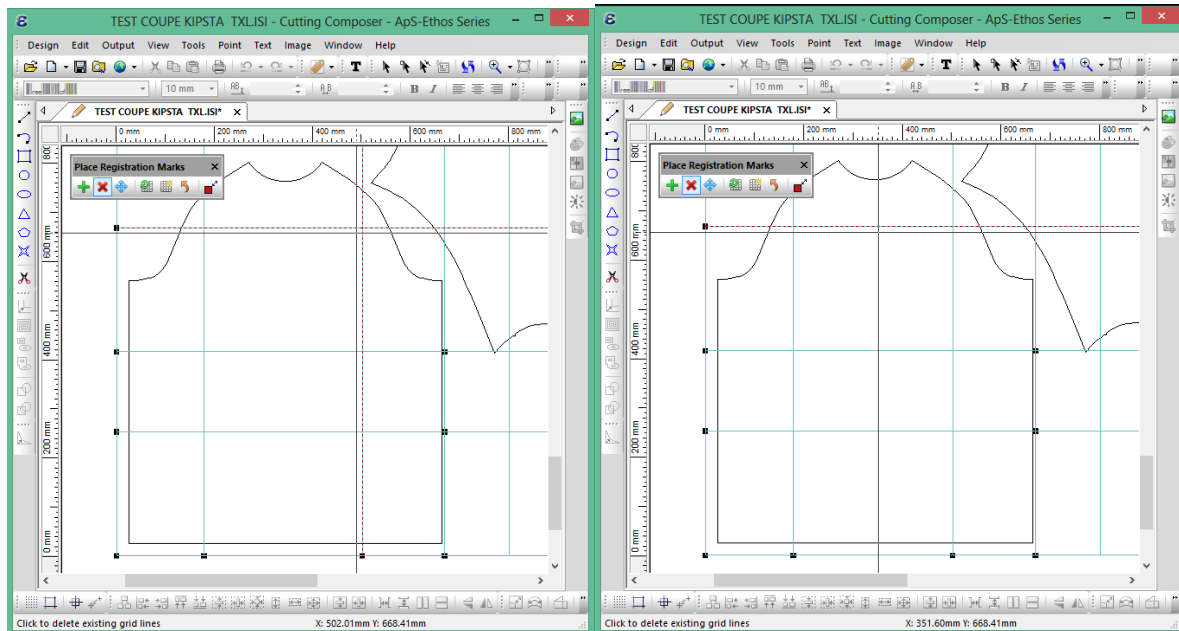 TEST COUPE KIPSTA TXL.ISI - Cutting Composer - ApS-Ethos Series
Design Edit Output View Tools Point Text Image Window Help
10 mm
AB
A.B
B I
TEST COUPE KIPSTA TXL.ISI*
0 mm 200 mm 400 mm 600 mm 800 mm
Place Registration Marks
600 mm
400 mm
200 mm
0 mm
Click to delete existing grid lines X: 502.01mm Y: 668.41mm
TEST COUPE KIPSTA TXL.ISI - Cutting Composer - ApS-Ethos Series
Design Edit Output View Tools Point Text Image Window Help
10 mm
AB
A.B
B I
TEST COUPE KIPSTA TXL.ISI*
0 mm 200 mm 400 mm 600 mm 800 mm
Place Registration Marks
600 mm
400 mm
200 mm
0 mm
Click to delete existing grid lines X: 351.60mm Y: 668.41mm